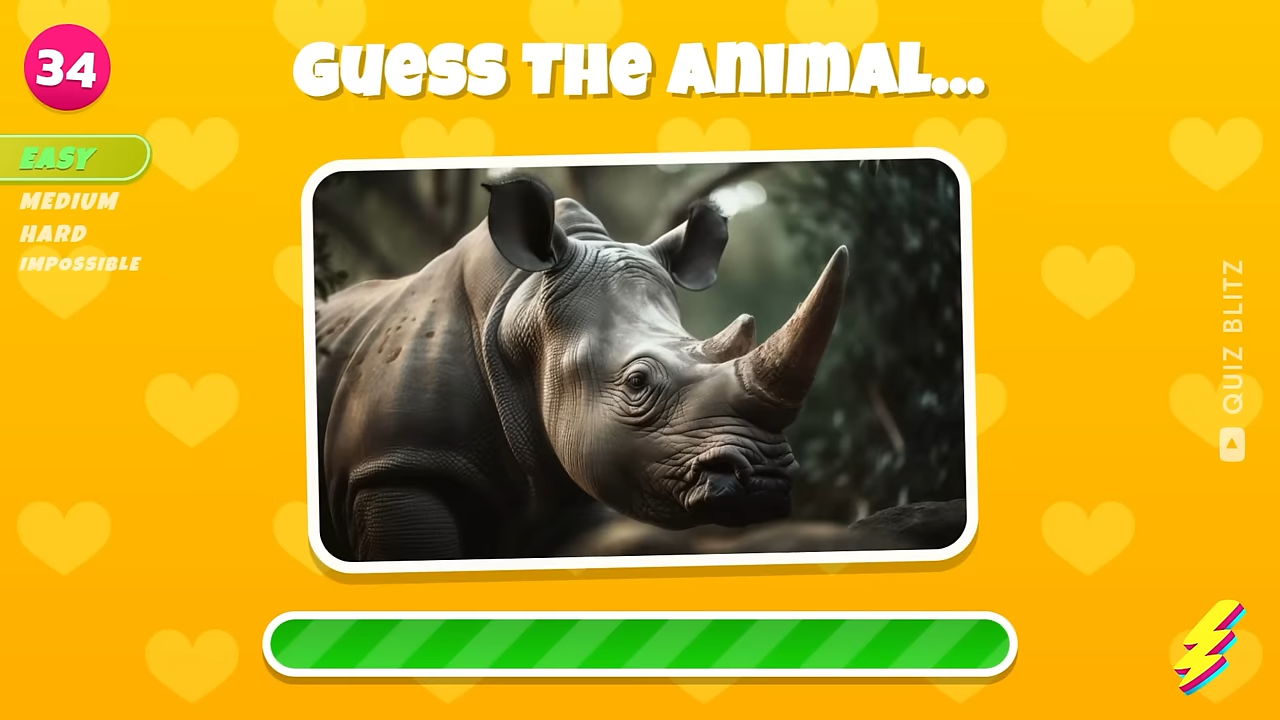 34
GUESS THE ANIMAL...
EASY
MEDIUM
HARD
IMPOSSIBLE
QUIZ BLITZ